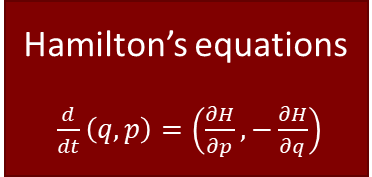 Hamilton's equations
d/dt (q, p) = (∂H/∂p, −∂H/∂q)